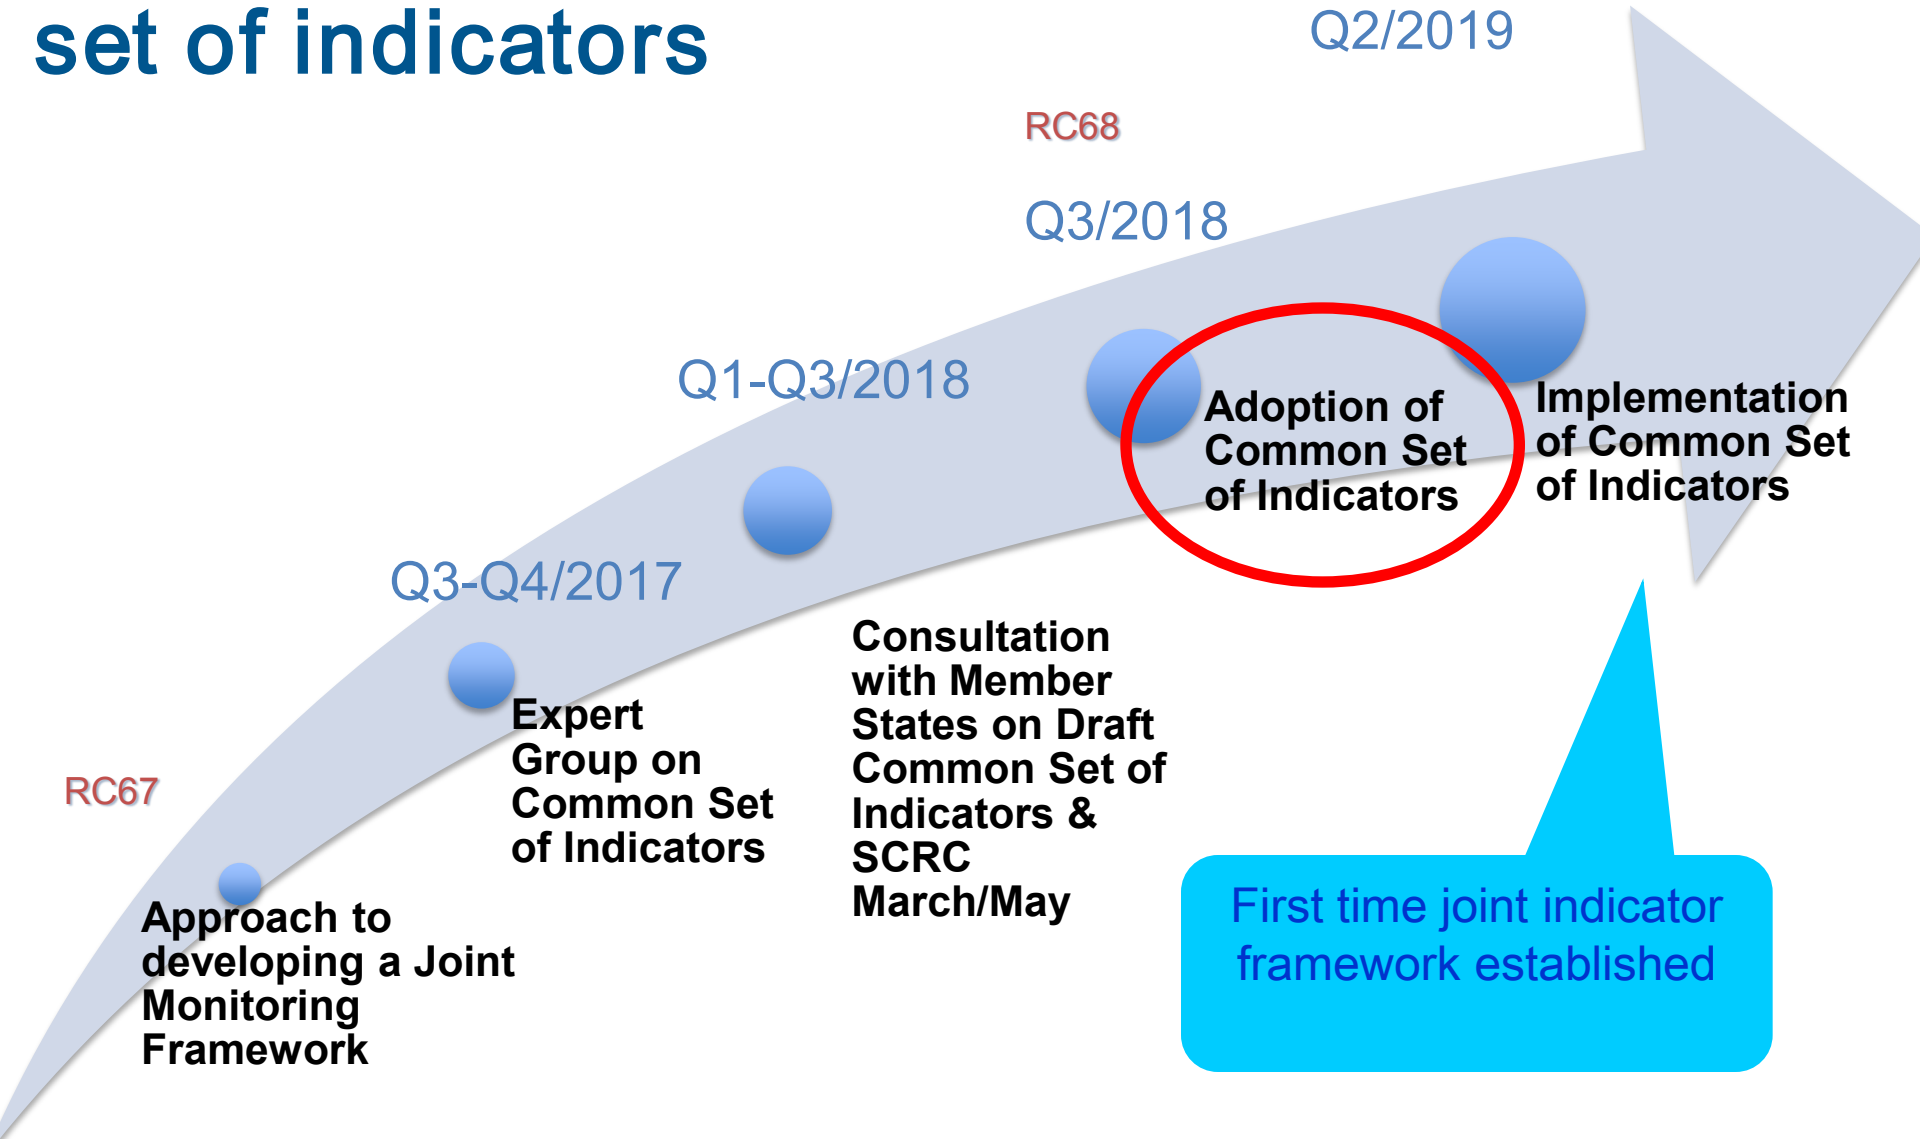 set of indicators
Q2/2019
RC68
Q3/2018
Q1-Q3/2018
Q3-Q4/2017
RC67
Approach to
developing a Joint
Monitoring
Framework
Expert
Group on
Common Set
of Indicators
Consultation
with Member
States on Draft
Common Set of
Indicators &
SCRC
March/May
Adoption of
Common Set
of Indicators
Implementation
of Common Set
of Indicators
First time joint indicator
framework established